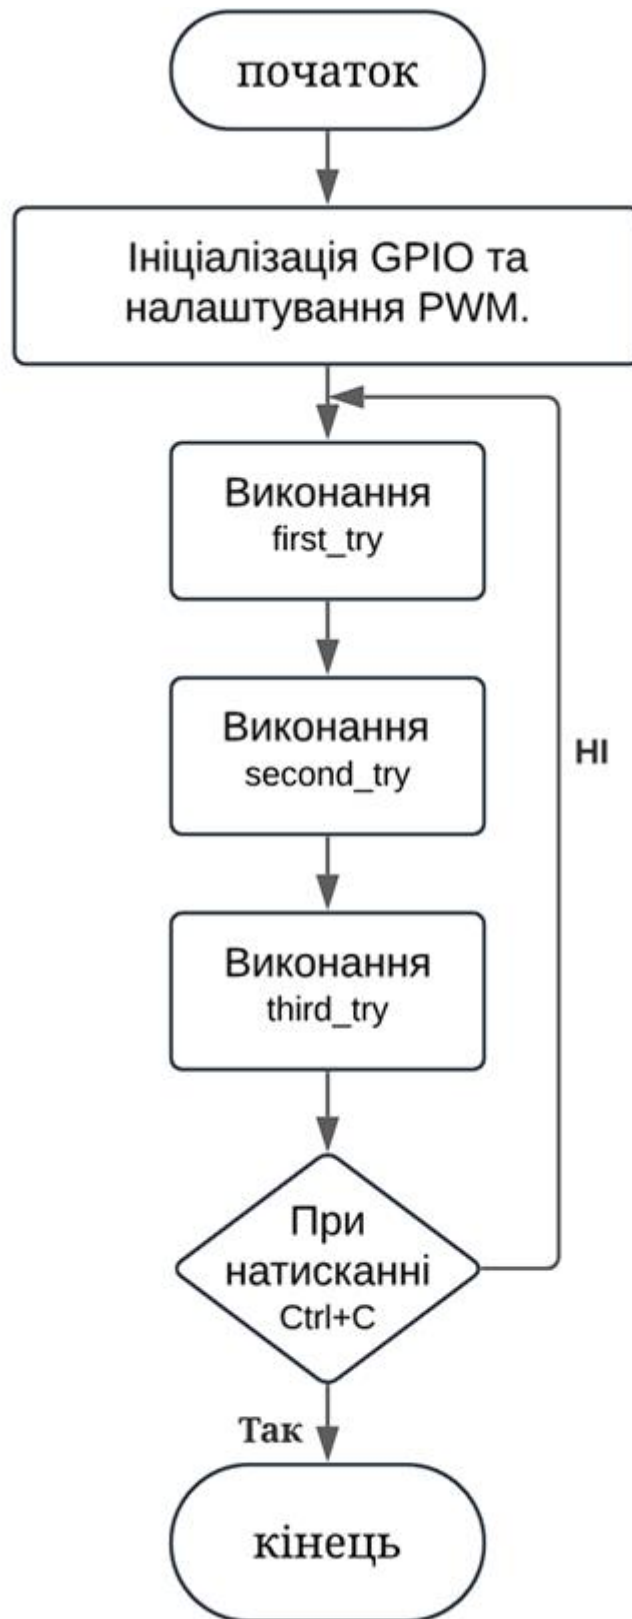 початок
Ініціалізація GPIO та
налаштування PWM.
Виконання
first_try
Виконання
second_try
НІ
Виконання
third_try
При
натисканні
Ctrl+C
Так
кінець